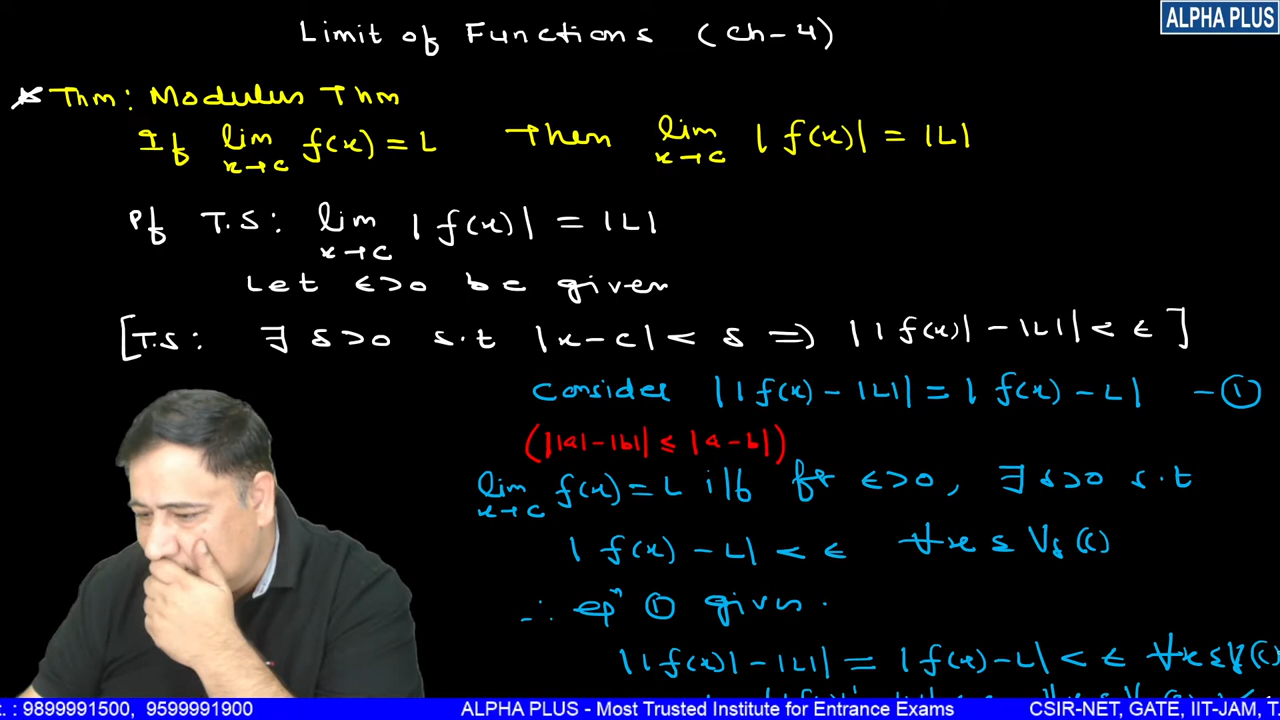 Limit of Functions (Ch-4)
ALPHA PLUS
Thm: Modulus Thm
If lim x→c f(x) = L Then lim x→c |f(x)| = |L|
Pf T.S: lim x→c |f(x)| = |L|
Let ε>0 be given
[T.S: ∃ δ>0 s.t |x-c| < δ ⇒ ||f(x)| - |L|| < ε]
Consider ||f(x) - |L|| = |f(x) - L| - ①
(||a| - |b|| ≤ |a-b|)
lim x→c f(x) = L iff for ε>0, ∃ δ>0 s.t
|f(x) - L| < ε ∀x ε Vδ(c)
∴ eqⁿ ① gives.
||f(x)| - |L|| = |f(x) - L| < ε ∀x ε Vδ(c)
: 9899991500, 9599991900 ALPHA PLUS - Most Trusted Institute for Entrance Exams CSIR-NET, GATE, IIT-JAM, T